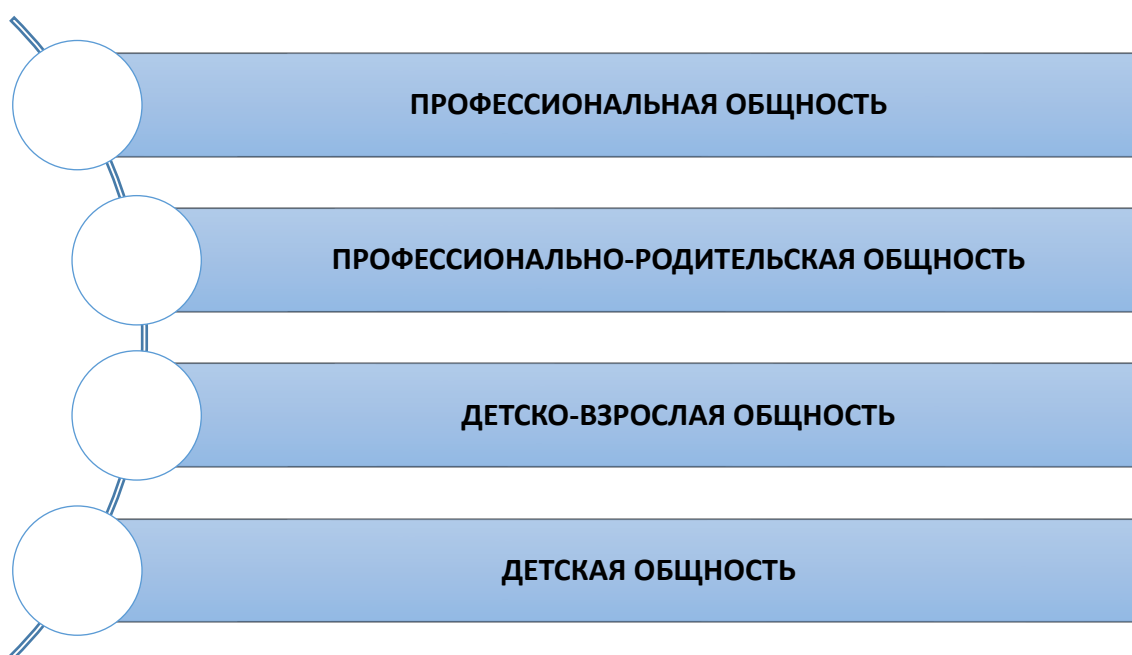 ПРОФЕССИОНАЛЬНАЯ ОБЩНОСТЬ
ПРОФЕССИОНАЛЬНО-РОДИТЕЛЬСКАЯ ОБЩНОСТЬ
ДЕТСКО-ВЗРОСЛАЯ ОБЩНОСТЬ
ДЕТСКАЯ ОБЩНОСТЬ